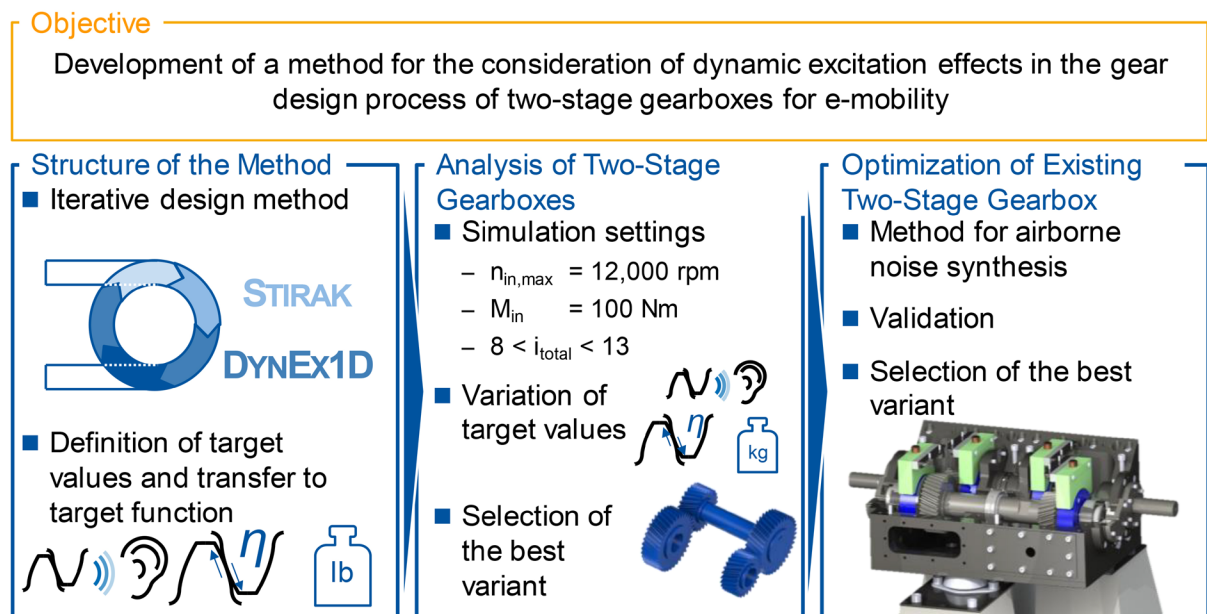 Objective
Development of a method for the consideration of dynamic excitation effects in the gear
design process of two-stage gearboxes for e-mobility
Structure of the Method
■ Iterative design method
STIRAK
DYNEX1D
■ Definition of target
values and transfer to
target function
η
lb
Analysis of Two-Stage
Gearboxes
■ Simulation settings
– n_in,max = 12,000 rpm
– M_in = 100 Nm
– 8 < i_total < 13
■ Variation of
target values
η
kg
■ Selection of
the best
variant
Optimization of Existing
Two-Stage Gearbox
■ Method for airborne
noise synthesis
■ Validation
■ Selection of the best
variant